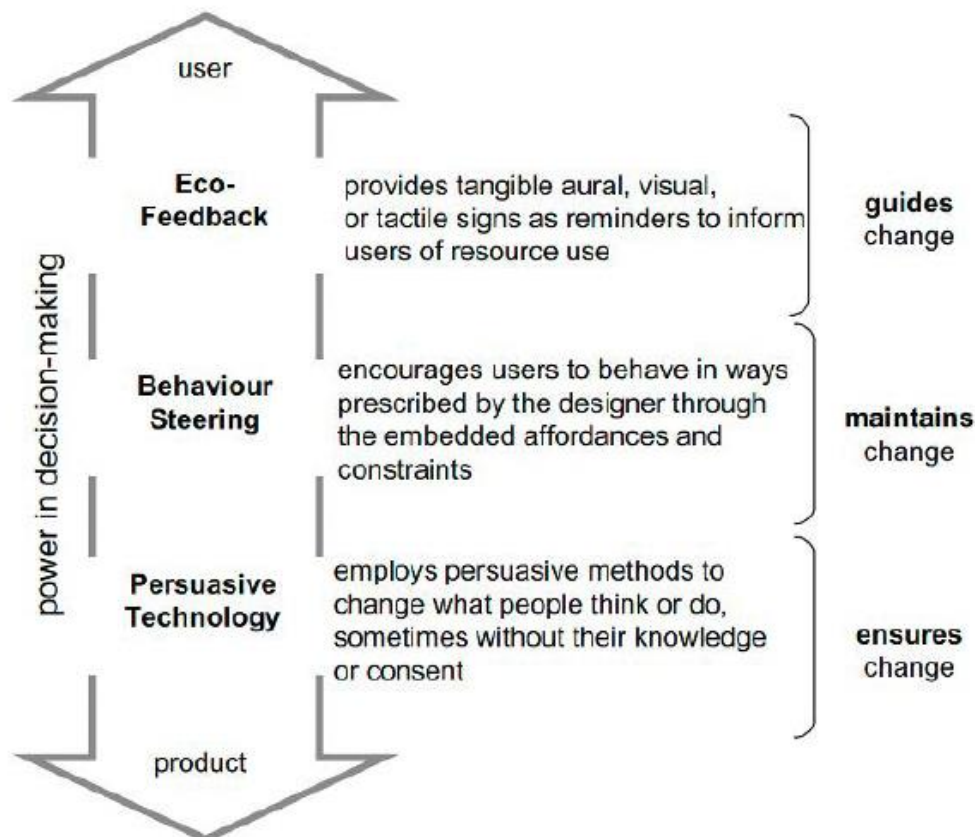 user
Eco-
Feedback
provides tangible aural, visual,
or tactile signs as reminders to inform
users of resource use
guides
change
power in decision-making
Behaviour
Steering
encourages users to behave in ways
prescribed by the designer through
the embedded affordances and
constraints
maintains
change
Persuasive
Technology
employs persuasive methods to
change what people think or do,
sometimes without their knowledge
or consent
ensures
change
product